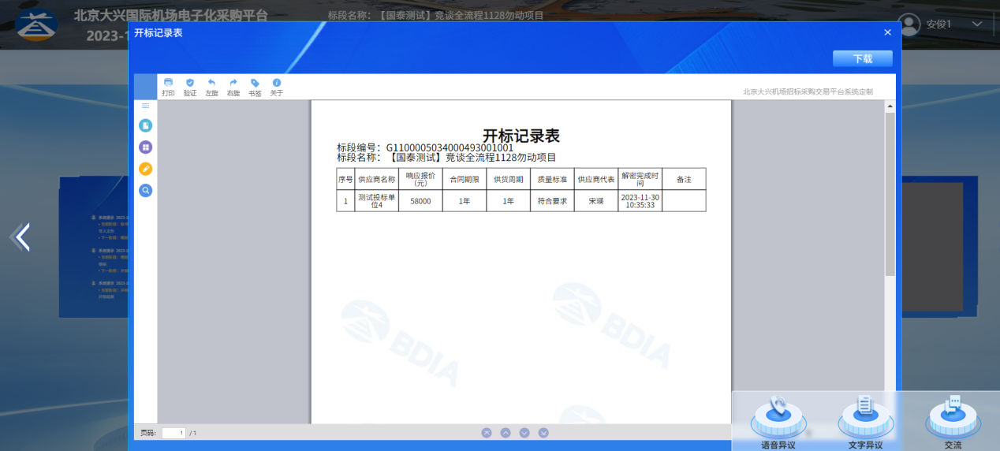 北京大兴国际机场电子化采购平台
标段名称：【国泰测试】竞谈全流程1128勿动项目
安俊1
2023-1
开标记录表
下载
打印 验证 左旋 右旋 书签 关于
北京大兴机场招标采购交易平台系统定制
开标记录表
标段编号：G1100005034000493001001
标段名称：【国泰测试】竞谈全流程1128勿动项目
序号 供应商名称 响应报价（元） 合同期限 供货周期 质量标准 供应商代表 解密完成时间 备注
1 测试投标单位4 58000 1年 1年 符合要求 宋瑛 2023-11-30 10:35:33
BDIA
BDIA
页码: 1 / 1
语音异议 文字异议 交流